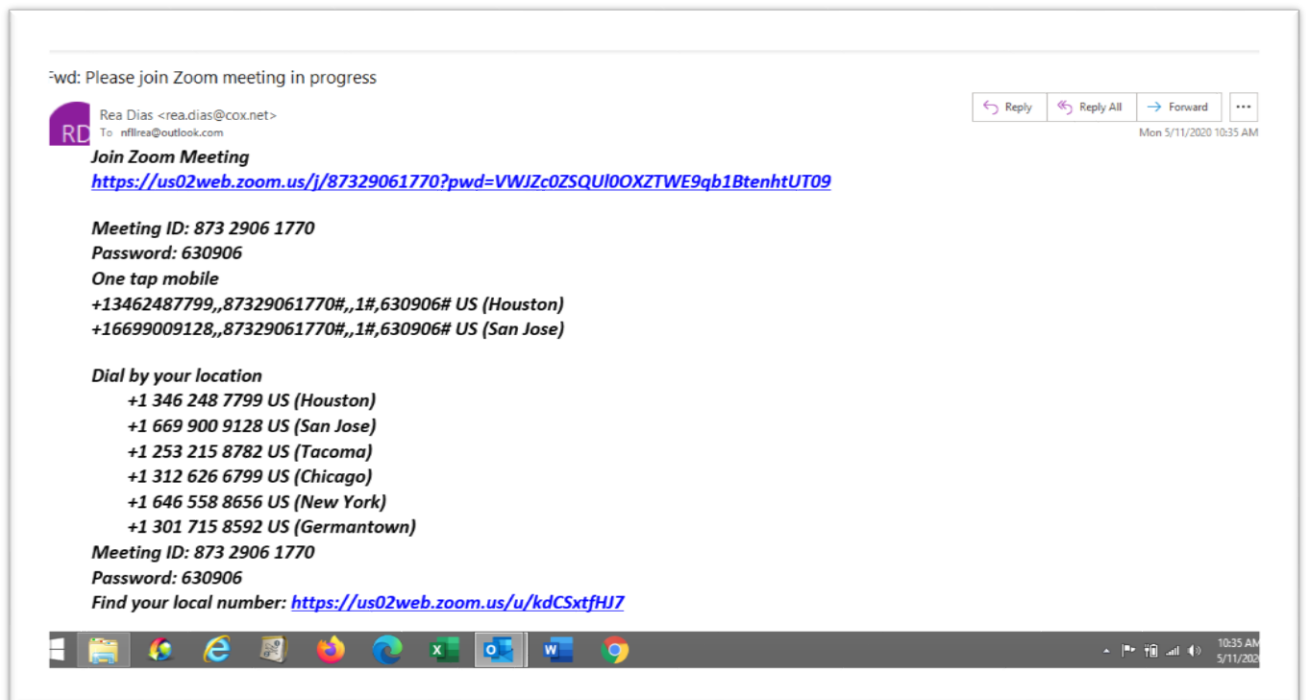 Fwd: Please join Zoom meeting in progress
Reply Reply All Forward ...
RD
Rea Dias <rea.dias@cox.net>
To nfllrea@outlook.com
Mon 5/11/2020 10:35 AM
Join Zoom Meeting
https://us02web.zoom.us/j/87329061770?pwd=VWJZc0ZSQUl0OXZTWE9qb1BtenhtUT09
Meeting ID: 873 2906 1770
Password: 630906
One tap mobile
+13462487799,,87329061770#,,1#,630906# US (Houston)
+16699009128,,87329061770#,,1#,630906# US (San Jose)
Dial by your location
+1 346 248 7799 US (Houston)
+1 669 900 9128 US (San Jose)
+1 253 215 8782 US (Tacoma)
+1 312 626 6799 US (Chicago)
+1 646 558 8656 US (New York)
+1 301 715 8592 US (Germantown)
Meeting ID: 873 2906 1770
Password: 630906
Find your local number: https://us02web.zoom.us/u/kdCSxtfHJ7
10:35 AM
5/11/202